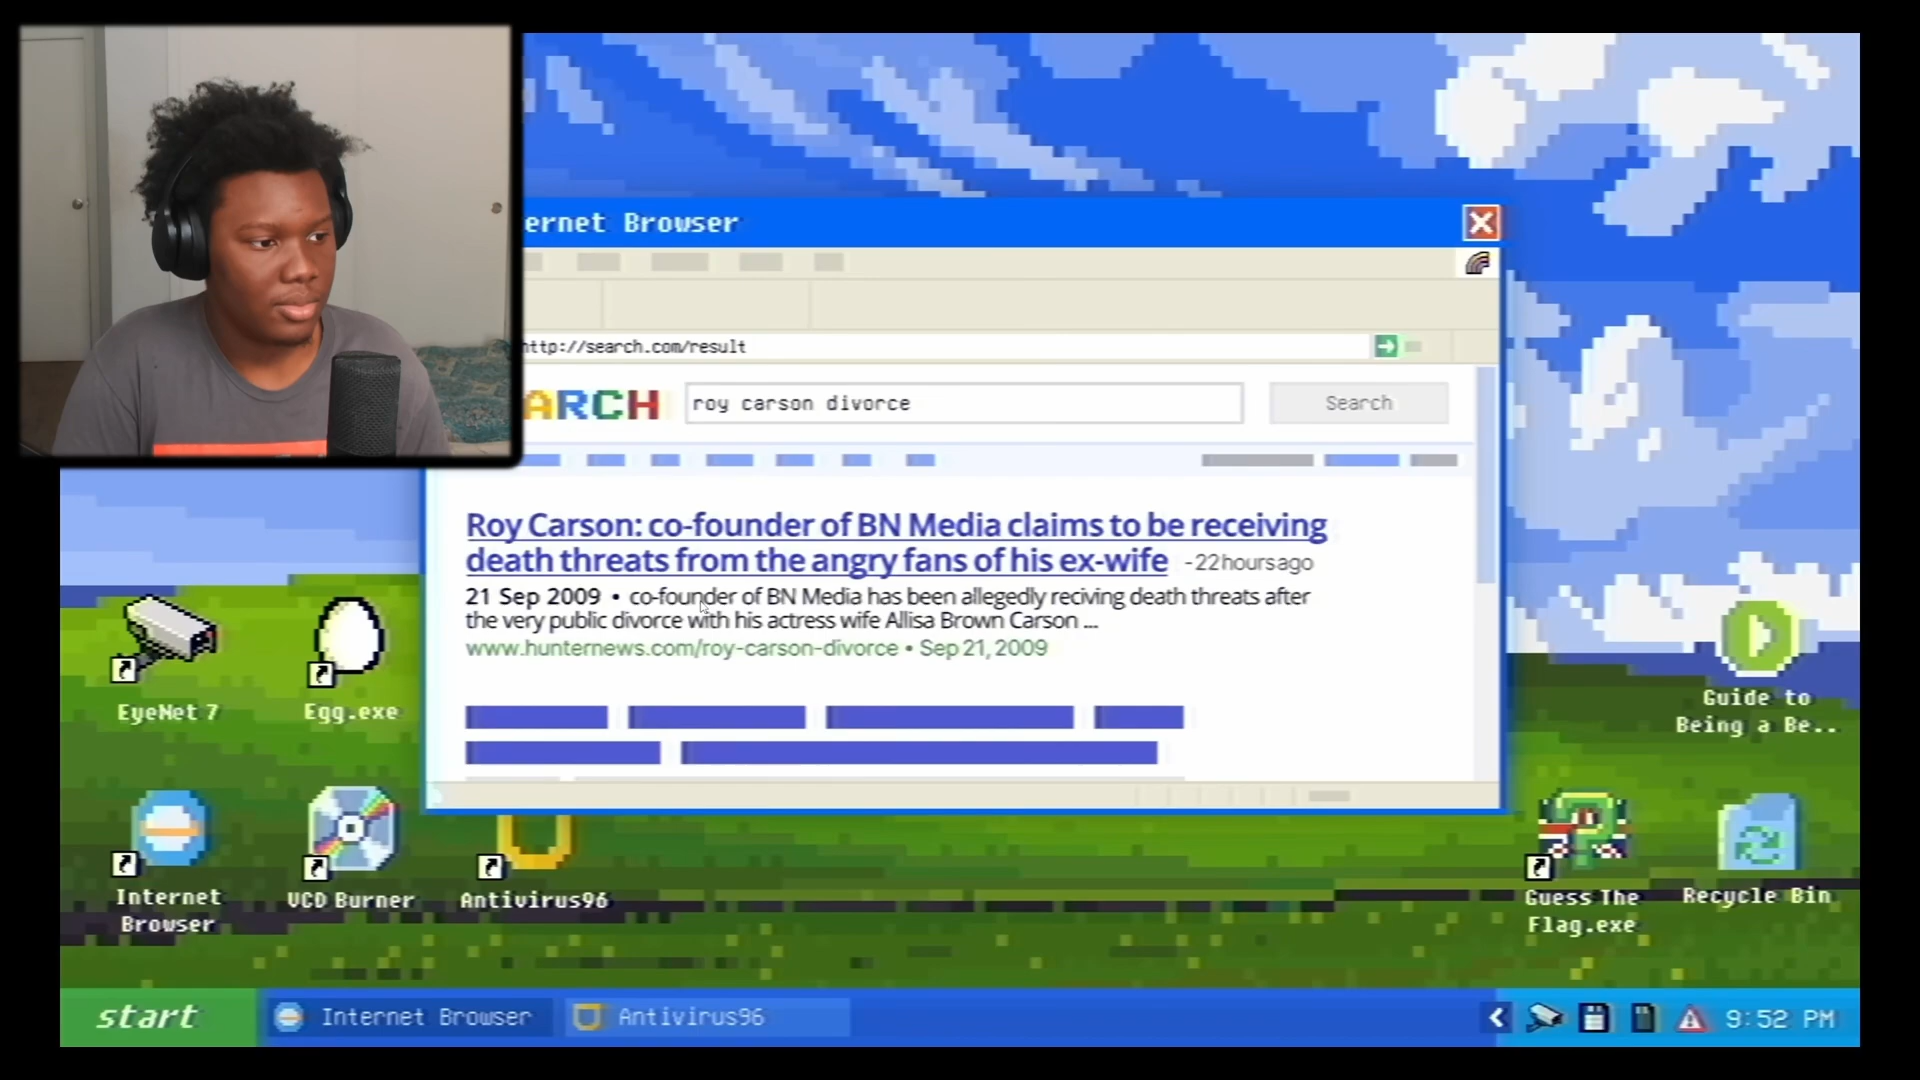 ernet Browser
http://search.com/result
ARCH
roy carson divorce
Search
Roy Carson: co-founder of BN Media claims to be receiving
death threats from the angry fans of his ex-wife - 22 hours ago
21 Sep 2009 • co-founder of BN Media has been allegedly reciving death threats after
the very public divorce with his actress wife Allisa Brown Carson ...
www.hunternews.com/roy-carson-divorce • Sep 21, 2009
EyeNet 7
Egg.exe
Guide to
Being a Be..
Internet
Browser
VCD Burner
Antivirus96
Guess The
Flag.exe
Recycle Bin
start
Internet Browser
Antivirus96
9:52 PM